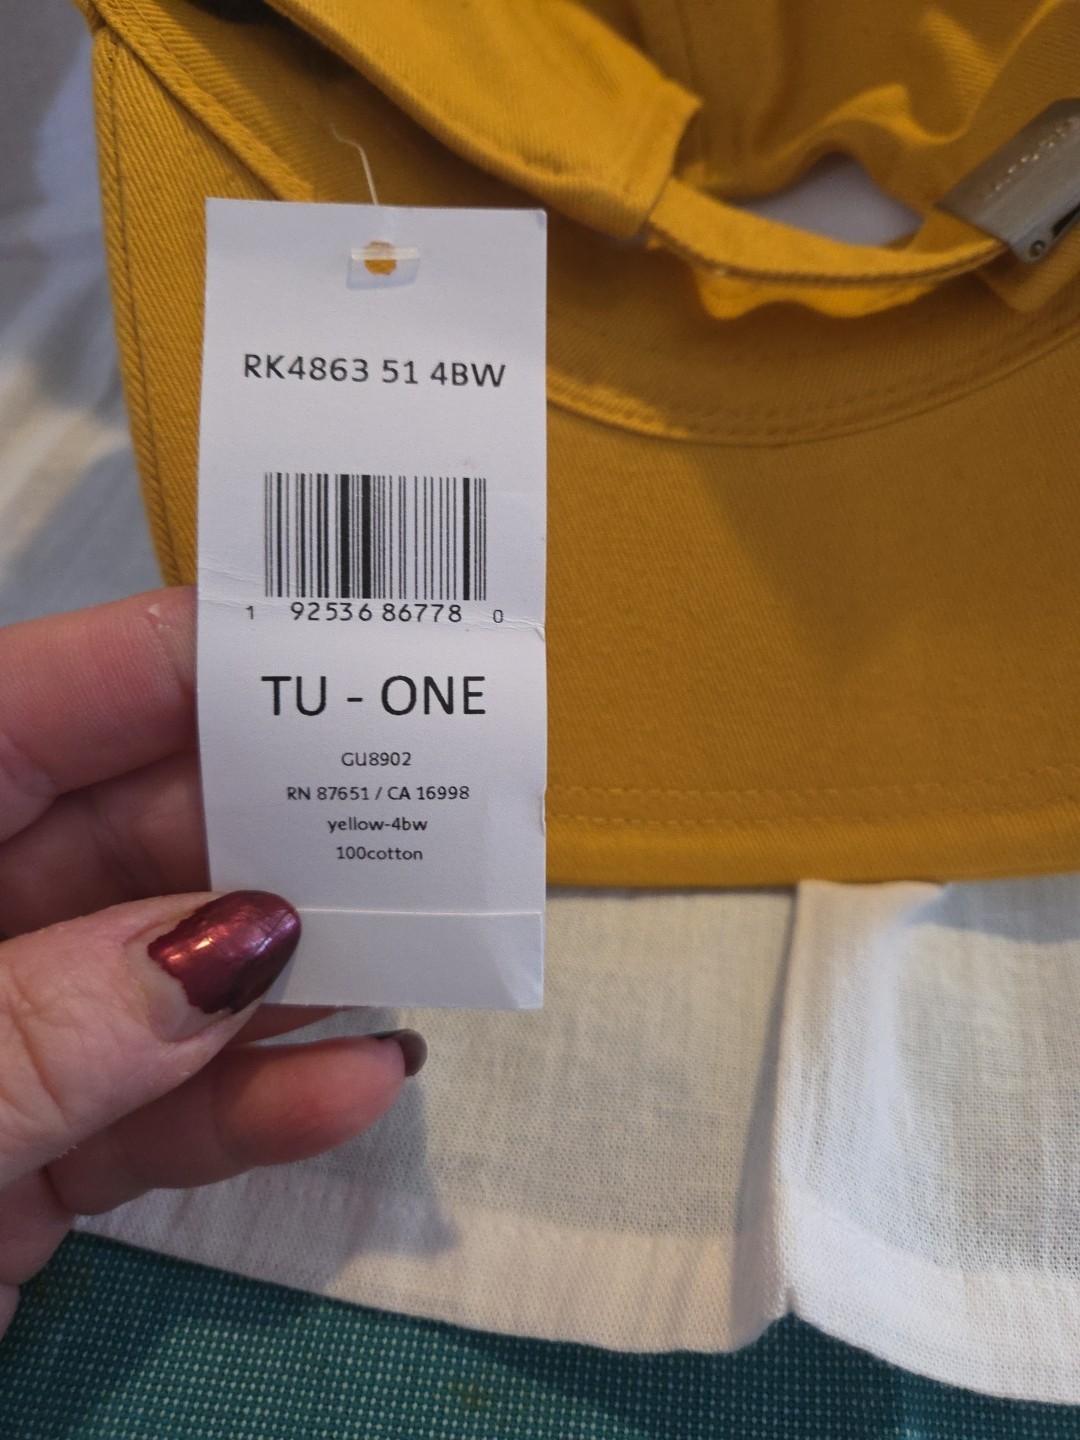 RK4863 51 4BW
1 92536 86778 0
TU - ONE
GU8902
RN 87651 / CA 16998
yellow-4bw
100cotton